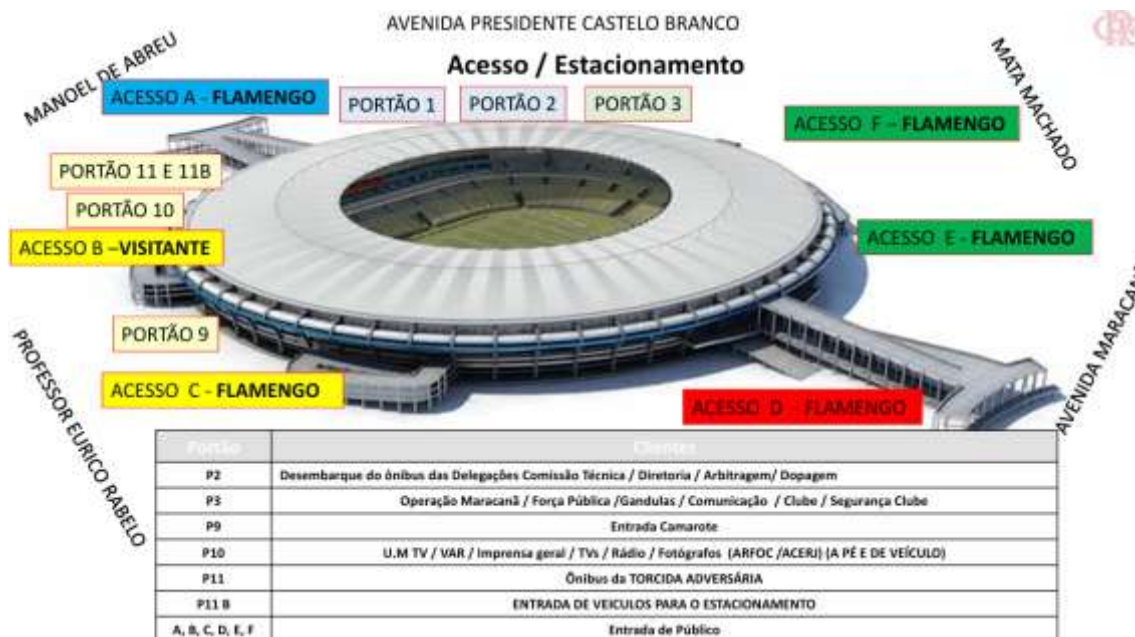 AVENIDA PRESIDENTE CASTELO BRANCO
MANOEL DE ABREU
Acesso / Estacionamento
MATA MACHADO
ACESSO A - FLAMENGO
PORTÃO 1
PORTÃO 2
PORTÃO 3
ACESSO F – FLAMENGO
PORTÃO 11 E 11B
PORTÃO 10
ACESSO B –VISITANTE
ACESSO E - FLAMENGO
PORTÃO 9
PROFESSOR EURICO RABELO
AVENIDA MARACANÃ
ACESSO C - FLAMENGO
ACESSO D - FLAMENGO
Portão Clientes
P2 Desembarque do ônibus das Delegações Comissão Técnica / Diretoria / Arbitragem/ Dopagem
P3 Operação Maracanã / Força Pública /Gandulas / Comunicação / Clube / Segurança Clube
P9 Entrada Camarote
P10 U.M TV / VAR / Imprensa geral / TVs / Rádio / Fotógrafos (ARFOC /ACERJ) (A PÉ E DE VEÍCULO)
P11 Ônibus da TORCIDA ADVERSÁRIA
P11 B ENTRADA DE VEICULOS PARA O ESTACIONAMENTO
A, B, C, D, E, F Entrada de Público